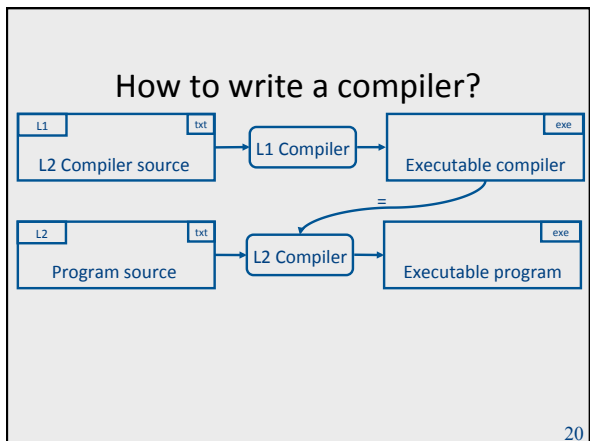 How to write a compiler?
L1
txt
L2 Compiler source
L1 Compiler
exe
Executable compiler
=
L2
txt
Program source
L2 Compiler
exe
Executable program
20